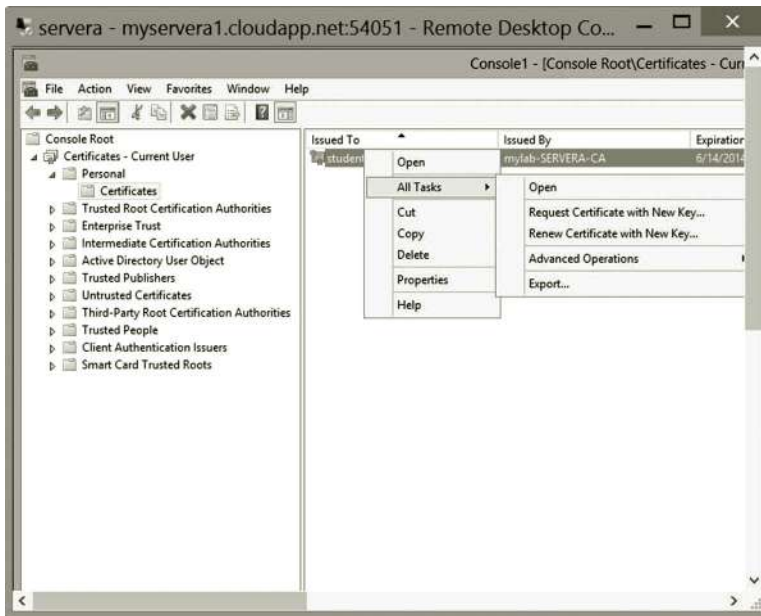 servera - myservera1.cloudapp.net:54051 - Remote Desktop Co...
Console1 - [Console Root\Certificates - Curr
File Action View Favorites Window Help
Console Root
Certificates - Current User
Personal
Certificates
Trusted Root Certification Authorities
Enterprise Trust
Intermediate Certification Authorities
Active Directory User Object
Trusted Publishers
Untrusted Certificates
Third-Party Root Certification Authorities
Trusted People
Client Authentication Issuers
Smart Card Trusted Roots
Issued To Issued By Expiration
student mylab-SERVERA-CA 6/14/2014
Open
All Tasks
Cut
Copy
Delete
Properties
Help
Open
Request Certificate with New Key...
Renew Certificate with New Key...
Advanced Operations
Export...